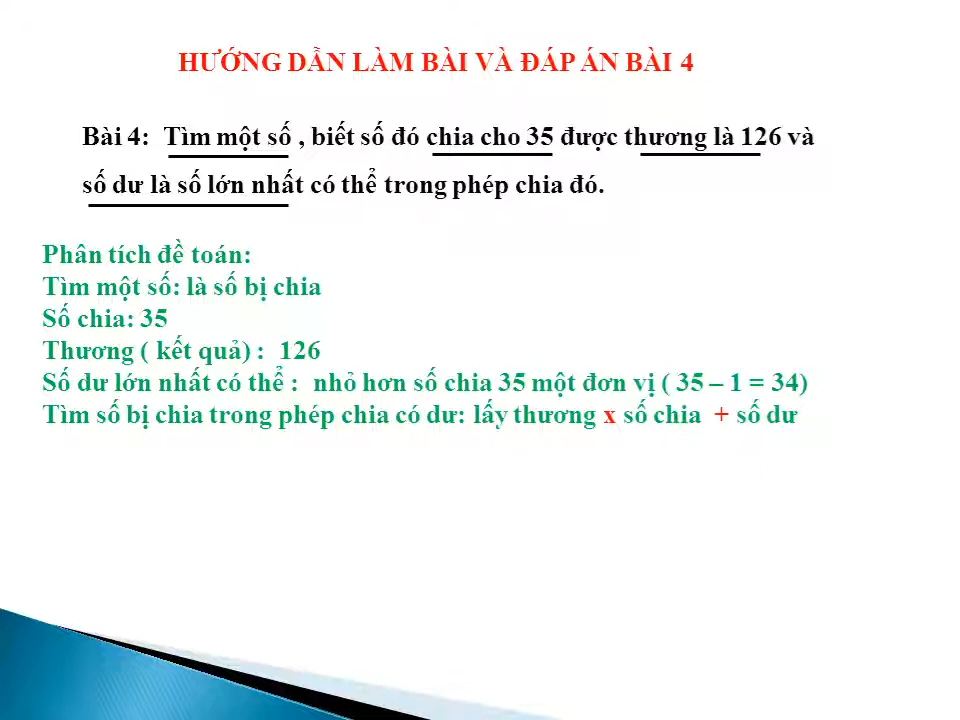 HƯỚNG DẪN LÀM BÀI VÀ ĐÁP ÁN BÀI 4
Bài 4: Tìm một số , biết số đó chia cho 35 được thương là 126 và
số dư là số lớn nhất có thể trong phép chia đó.
Phân tích đề toán:
Tìm một số: là số bị chia
Số chia: 35
Thương ( kết quả) : 126
Số dư lớn nhất có thể : nhỏ hơn số chia 35 một đơn vị ( 35 – 1 = 34)
Tìm số bị chia trong phép chia có dư: lấy thương x số chia + số dư